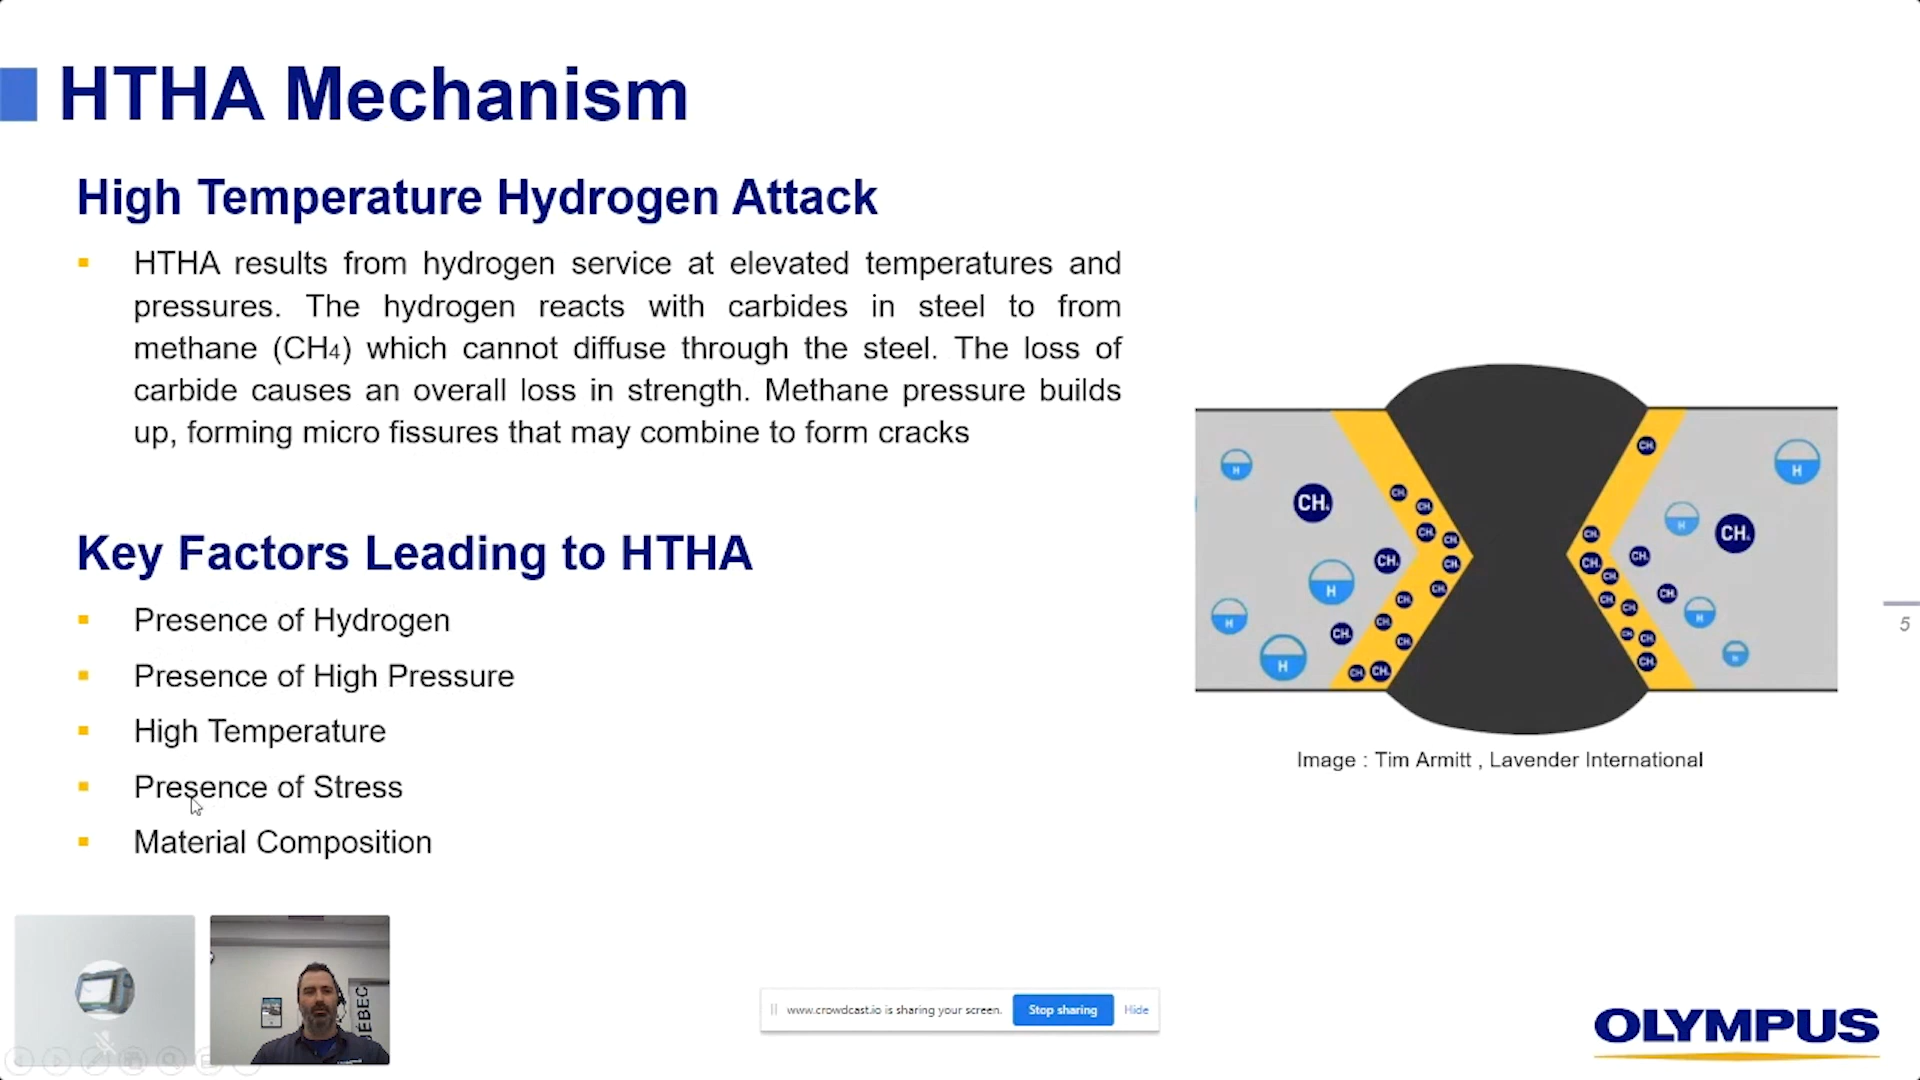 HTHA Mechanism
High Temperature Hydrogen Attack
HTHA results from hydrogen service at elevated temperatures and
pressures. The hydrogen reacts with carbides in steel to from
methane (CH4) which cannot diffuse through the steel. The loss of
carbide causes an overall loss in strength. Methane pressure builds
up, forming micro fissures that may combine to form cracks
Key Factors Leading to HTHA
Presence of Hydrogen
Presence of High Pressure
High Temperature
Presence of Stress
Material Composition
H
CH4
CH4
H
H
H
CH4
H
CH4
CH4
H
H
Image : Tim Armitt , Lavender International
5
ÉBEC
www.crowdcast.io is sharing your screen.
Stop sharing
Hide
OLYMPUS